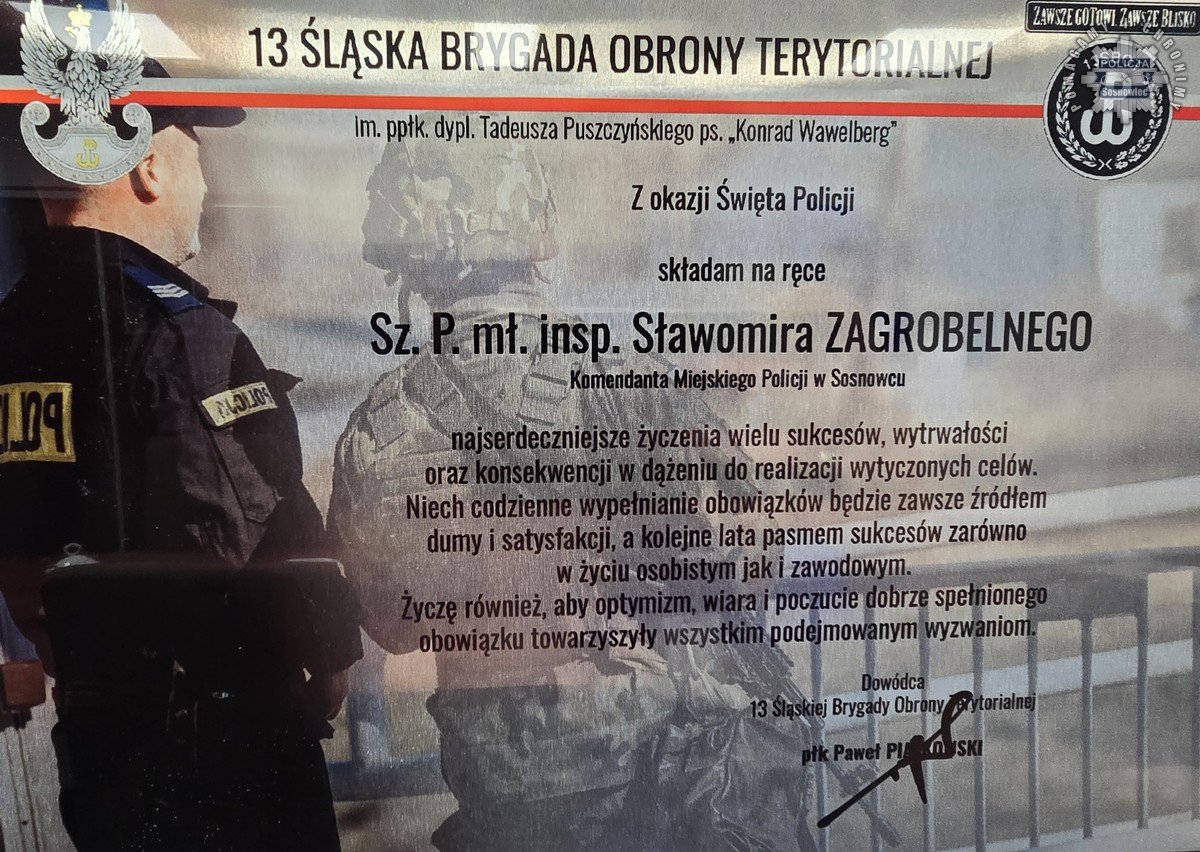 ZAWSZE GOTOWI, ZAWSZE BLISKO
13 ŚLĄSKA BRYGADA OBRONY TERYTORIALNEJ
POMAGAMY CHRONIMY
POLICJA
Sosnowiec
im. ppłk. dypl. Tadeusza Puszczyńskiego ps. „Konrad Wawelberg”
Z okazji Święta Policji
składam na ręce
Sz. P. mł. insp. Sławomira ZAGROBELNEGO
Komendanta Miejskiego Policji w Sosnowcu
POLICJA
najserdeczniejsze życzenia wielu sukcesów, wytrwałości
oraz konsekwencji w dążeniu do realizacji wytyczonych celów.
Niech codzienne wypełnianie obowiązków będzie zawsze źródłem
dumy i satysfakcji, a kolejne lata pasmem sukcesów zarówno
w życiu osobistym jak i zawodowym.
Życzę również, aby optymizm, wiara i poczucie dobrze spełnionego
obowiązku towarzyszyły wszystkim podejmowanym wyzwaniom.
Dowódca
13 Śląskiej Brygady Obrony Terytorialnej
płk Paweł